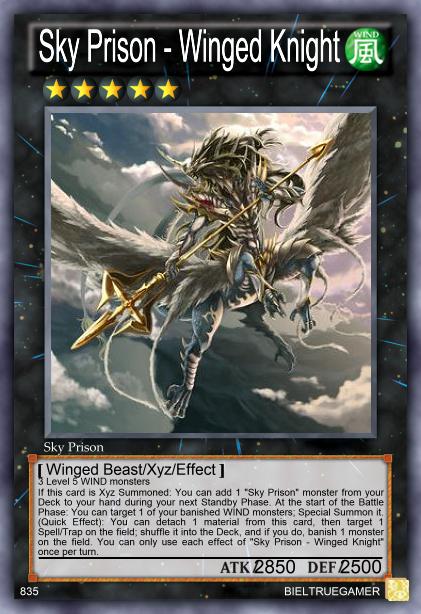 Sky Prison - Winged Knight
WIND
風
Sky Prison
[ Winged Beast/Xyz/Effect ]
3 Level 5 WIND monsters
If this card is Xyz Summoned: You can add 1 "Sky Prison" monster from your
Deck to your hand during your next Standby Phase. At the start of the Battle
Phase: You can target 1 of your banished WIND monsters; Special Summon it.
(Quick Effect): You can detach 1 material from this card, then target 1
Spell/Trap on the field; shuffle it into the Deck, and if you do, banish 1 monster
on the field. You can only use each effect of "Sky Prison - Winged Knight"
once per turn.
ATK 2850 DEF 2500
835 BIELTRUEGAMER